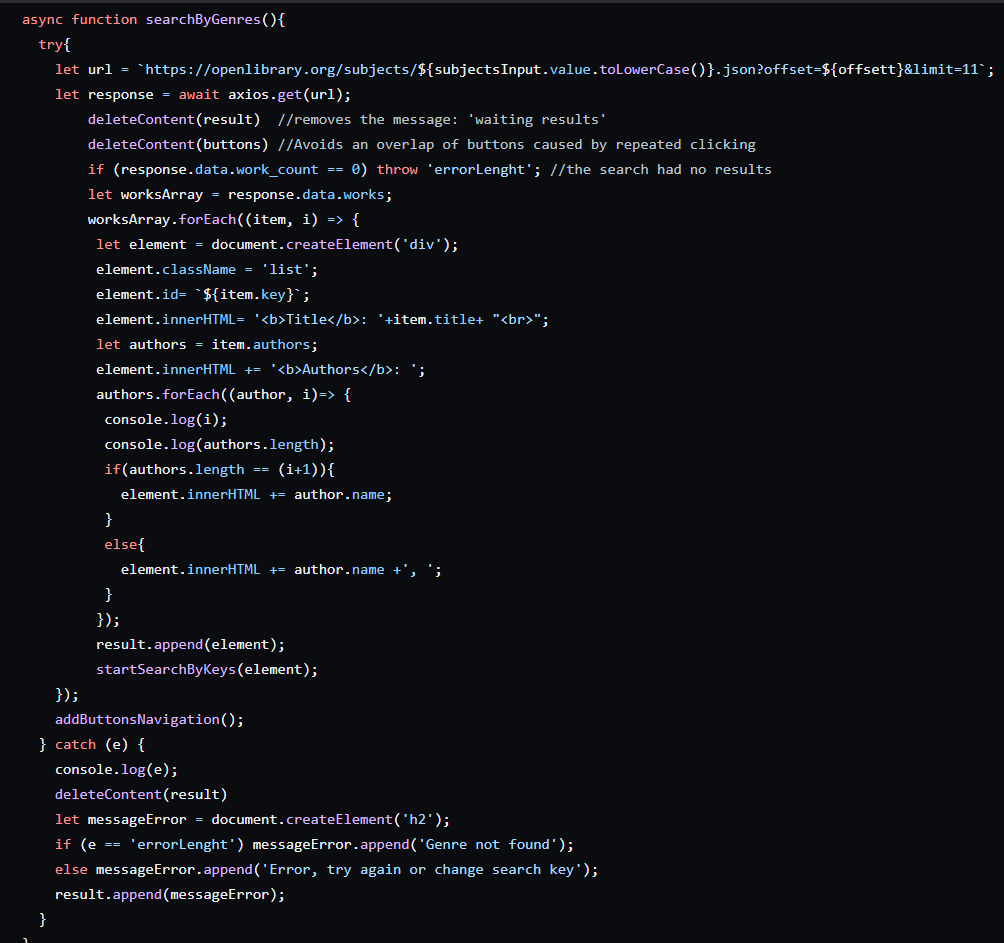 async function searchByGenres(){
try{
let url = `https://openlibrary.org/subjects/${subjectsInput.value.toLowerCase()}.json?offset=${offsett}&limit=11`;
let response = await axios.get(url);
deleteContent(result)  //removes the message: 'waiting results'
deleteContent(buttons) //Avoids an overlap of buttons caused by repeated clicking
if (response.data.work_count == 0) throw 'errorLenght'; //the search had no results
let worksArray = response.data.works;
worksArray.forEach((item, i) => {
let element = document.createElement('div');
element.className = 'list';
element.id= `${item.key}`;
element.innerHTML= '<b>Title</b>: '+item.title+ "<br>";
let authors = item.authors;
element.innerHTML += '<b>Authors</b>: ';
authors.forEach((author, i)=> {
console.log(i);
console.log(authors.length);
if(authors.length == (i+1)){
element.innerHTML += author.name;
}
else{
element.innerHTML += author.name +', ';
}
});
result.append(element);
startSearchByKeys(element);
});
addButtonsNavigation();
} catch (e) {
console.log(e);
deleteContent(result)
let messageError = document.createElement('h2');
if (e == 'errorLenght') messageError.append('Genre not found');
else messageError.append('Error, try again or change search key');
result.append(messageError);
}
}